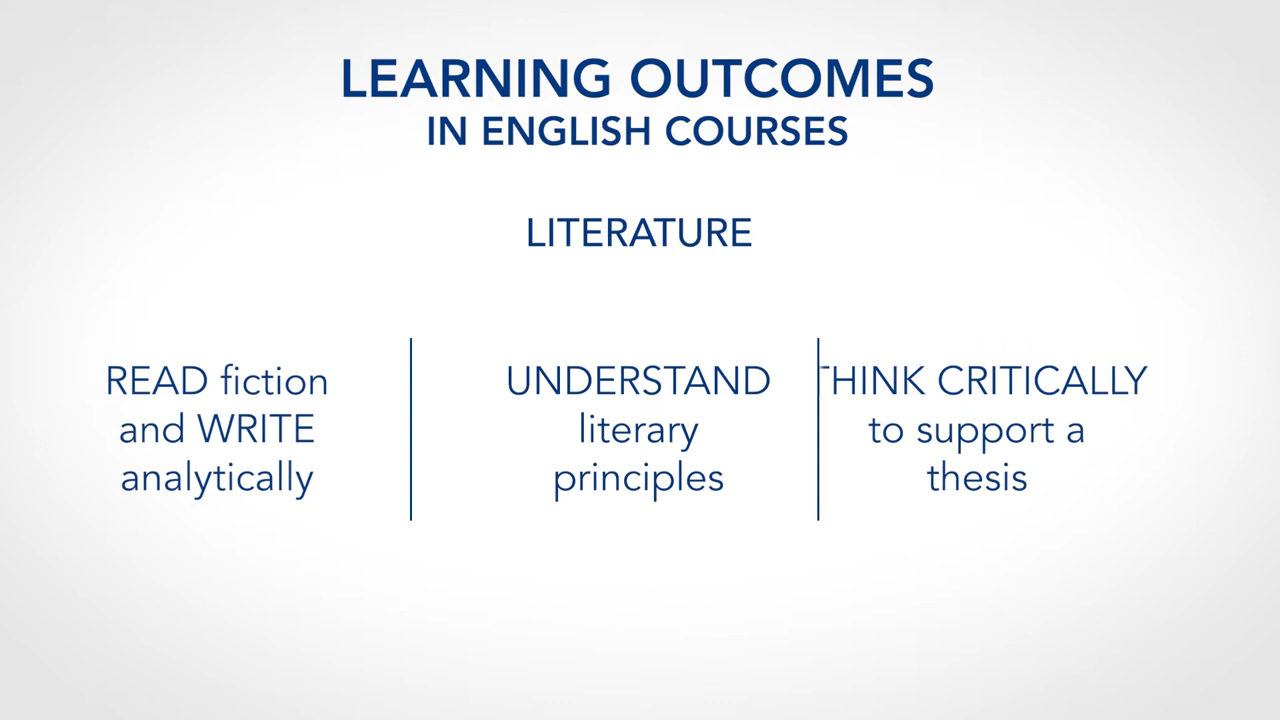 LEARNING OUTCOMES
IN ENGLISH COURSES
LITERATURE
READ fiction
and WRITE
analytically
UNDERSTAND
literary
principles
THINK CRITICALLY
to support a
thesis